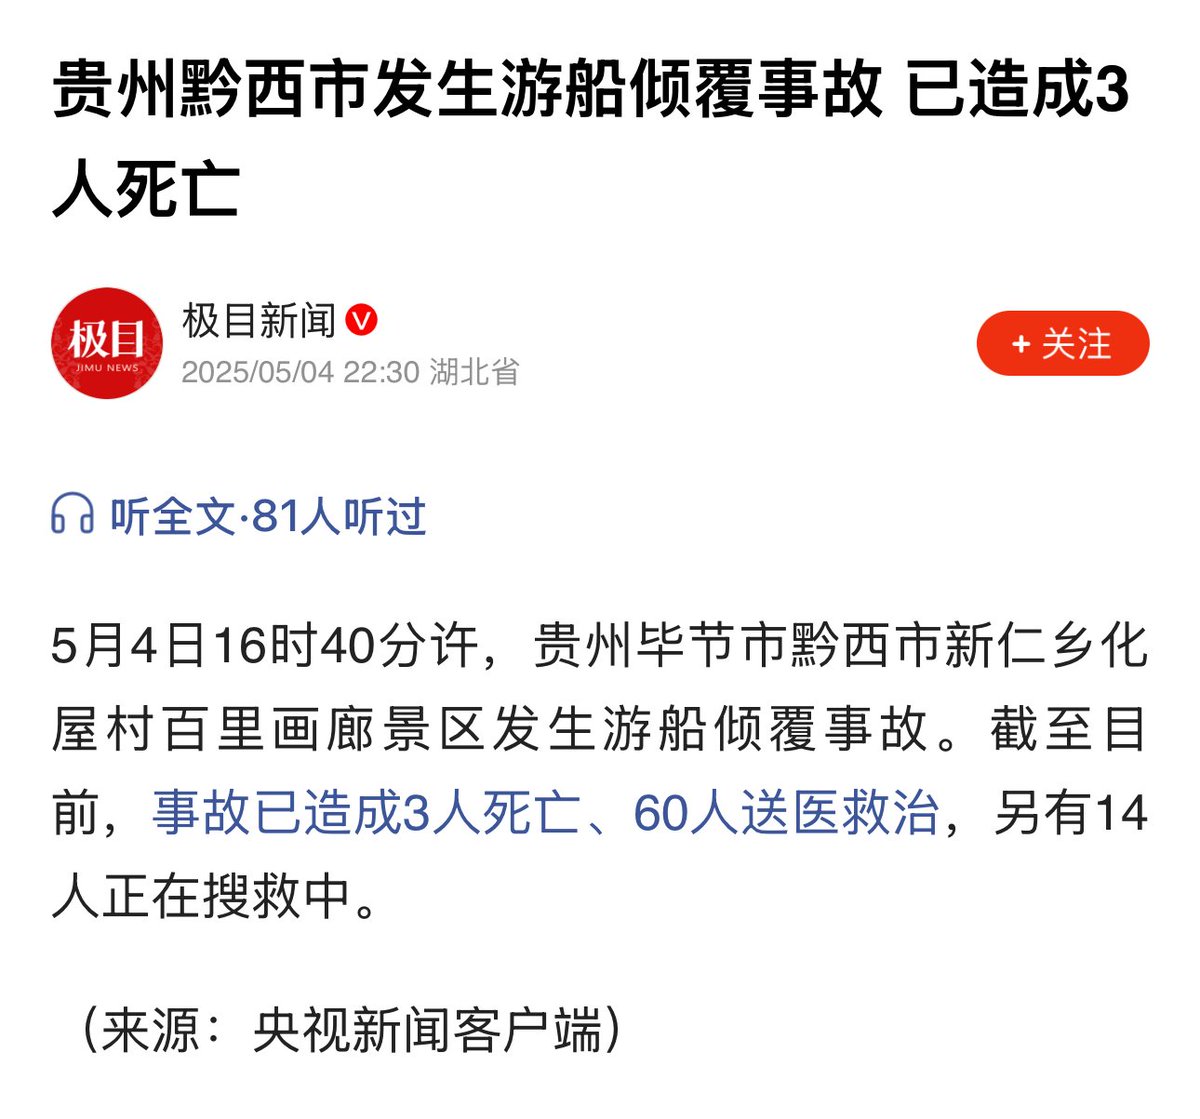 贵州黔西市发生游船倾覆事故 已造成3
人死亡
极目
JIMU NEWS
极目新闻 V
2025/05/04 22:30 湖北省
+ 关注
听全文·81人听过
5月4日16时40分许，贵州毕节市黔西市新仁乡化
屋村百里画廊景区发生游船倾覆事故。截至目
前，事故已造成3人死亡、60人送医救治，另有14
人正在搜救中。
（来源：央视新闻客户端）